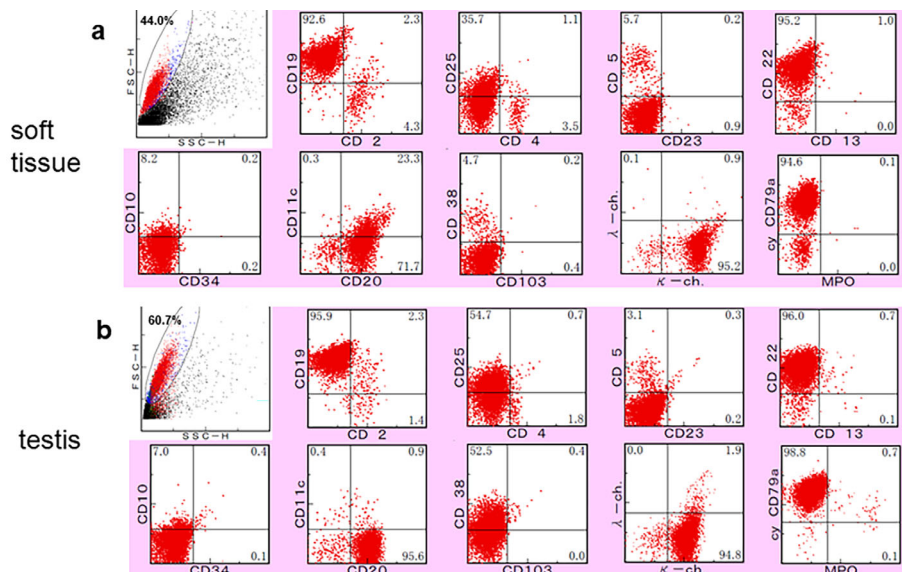 a
soft
tissue
44.0%
FSC-H
SSC-H
92.6 2.3
CD19
4.3
CD 2
35.7 1.1
CD25
3.5
CD 4
5.7 0.2
CD 5
0.9
CD23
95.2 1.0
CD 22
0.0
CD 13
8.2 0.2
CD10
0.2
CD34
0.3 23.3
CD11c
71.7
CD20
4.7 0.2
CD 38
0.4
CD103
0.1 0.9
λ-ch.
95.2
κ-ch.
94.6 0.1
cy CD79a
0.0
MPO
b
testis
60.7%
FSC-H
SSC-H
95.9 2.3
CD19
1.4
CD 2
54.7 0.7
CD25
1.8
CD 4
3.1 0.3
CD 5
0.2
CD23
96.0 0.7
CD 22
0.1
CD 13
7.0 0.4
CD10
0.1
CD34
0.4 0.9
CD11c
95.6
CD20
52.5 0.4
CD 38
0.0
CD103
0.0 1.9
λ-ch.
94.8
κ-ch.
98.8 0.7
cy CD79a
0.1
MPO